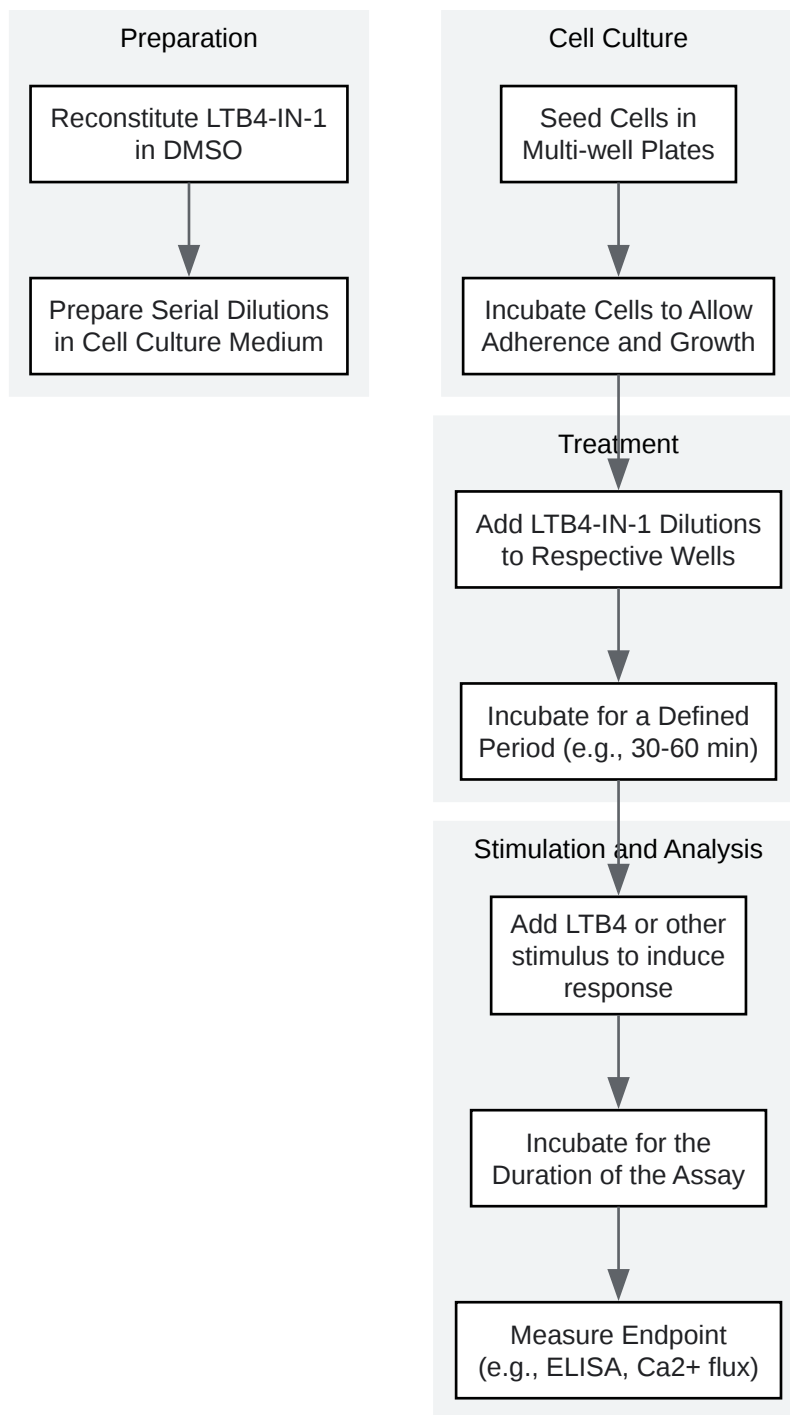 Preparation
Reconstitute LTB4-IN-1
in DMSO
Prepare Serial Dilutions
in Cell Culture Medium
Cell Culture
Seed Cells in
Multi-well Plates
Incubate Cells to Allow
Adherence and Growth
Treatment
Add LTB4-IN-1 Dilutions
to Respective Wells
Incubate for a Defined
Period (e.g., 30-60 min)
Stimulation and Analysis
Add LTB4 or other
stimulus to induce
response
Incubate for the
Duration of the Assay
Measure Endpoint
(e.g., ELISA, Ca2+ flux)